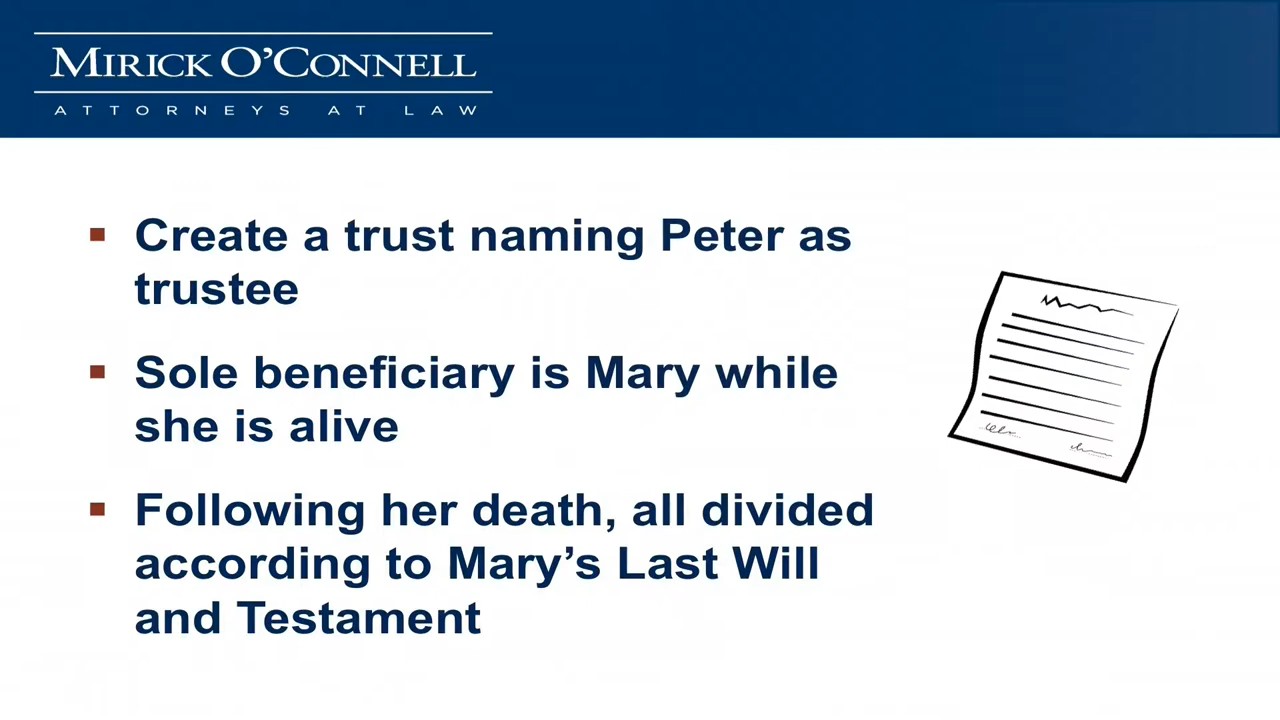 MIRICK O’CONNELL
ATTORNEYS AT LAW
Create a trust naming Peter as
trustee
Sole beneficiary is Mary while
she is alive
Following her death, all divided
according to Mary’s Last Will
and Testament